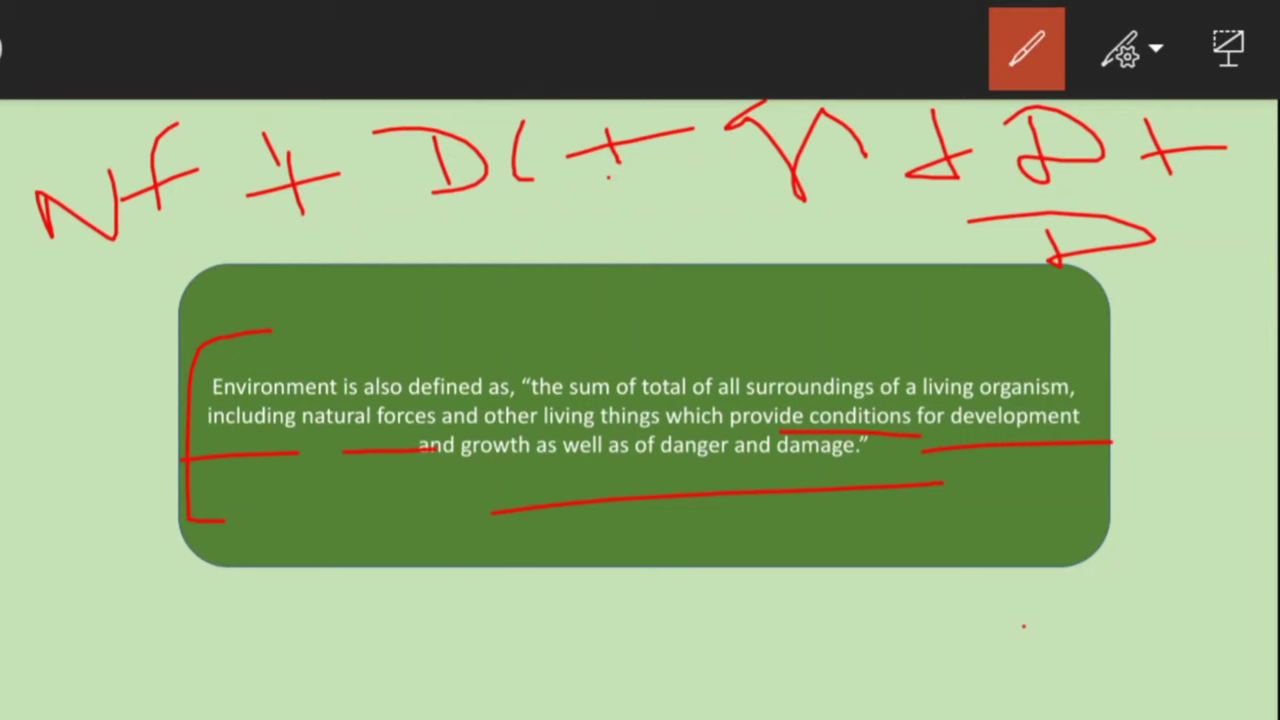 Nf + D( + + D +
D
Environment is also defined as, “the sum of total of all surroundings of a living organism,
including natural forces and other living things which provide conditions for development
and growth as well as of danger and damage.”